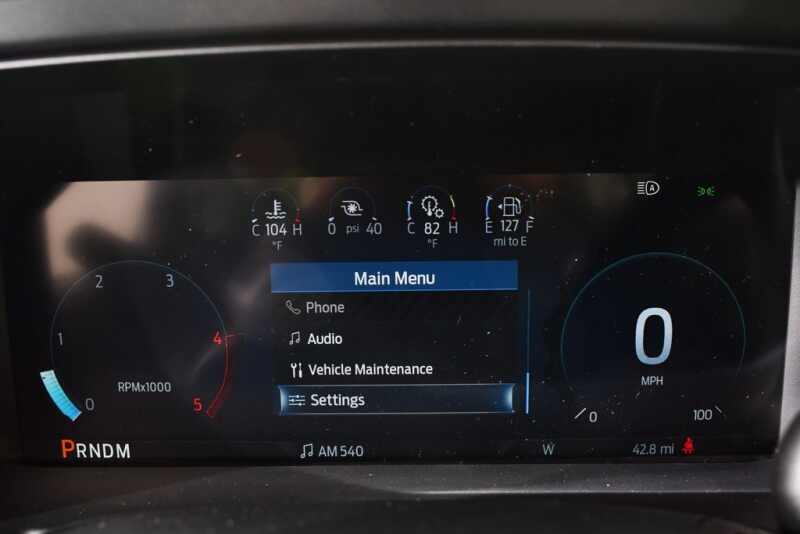 C 104 H
°F
0 psi 40
C 82 H
°F
E 127 F
mi to E
A
Main Menu
Phone
Audio
Vehicle Maintenance
Settings
0 1 2 3 4 5
RPMx1000
0
MPH
0 100
PRNDM
AM 540
W
42.8 mi